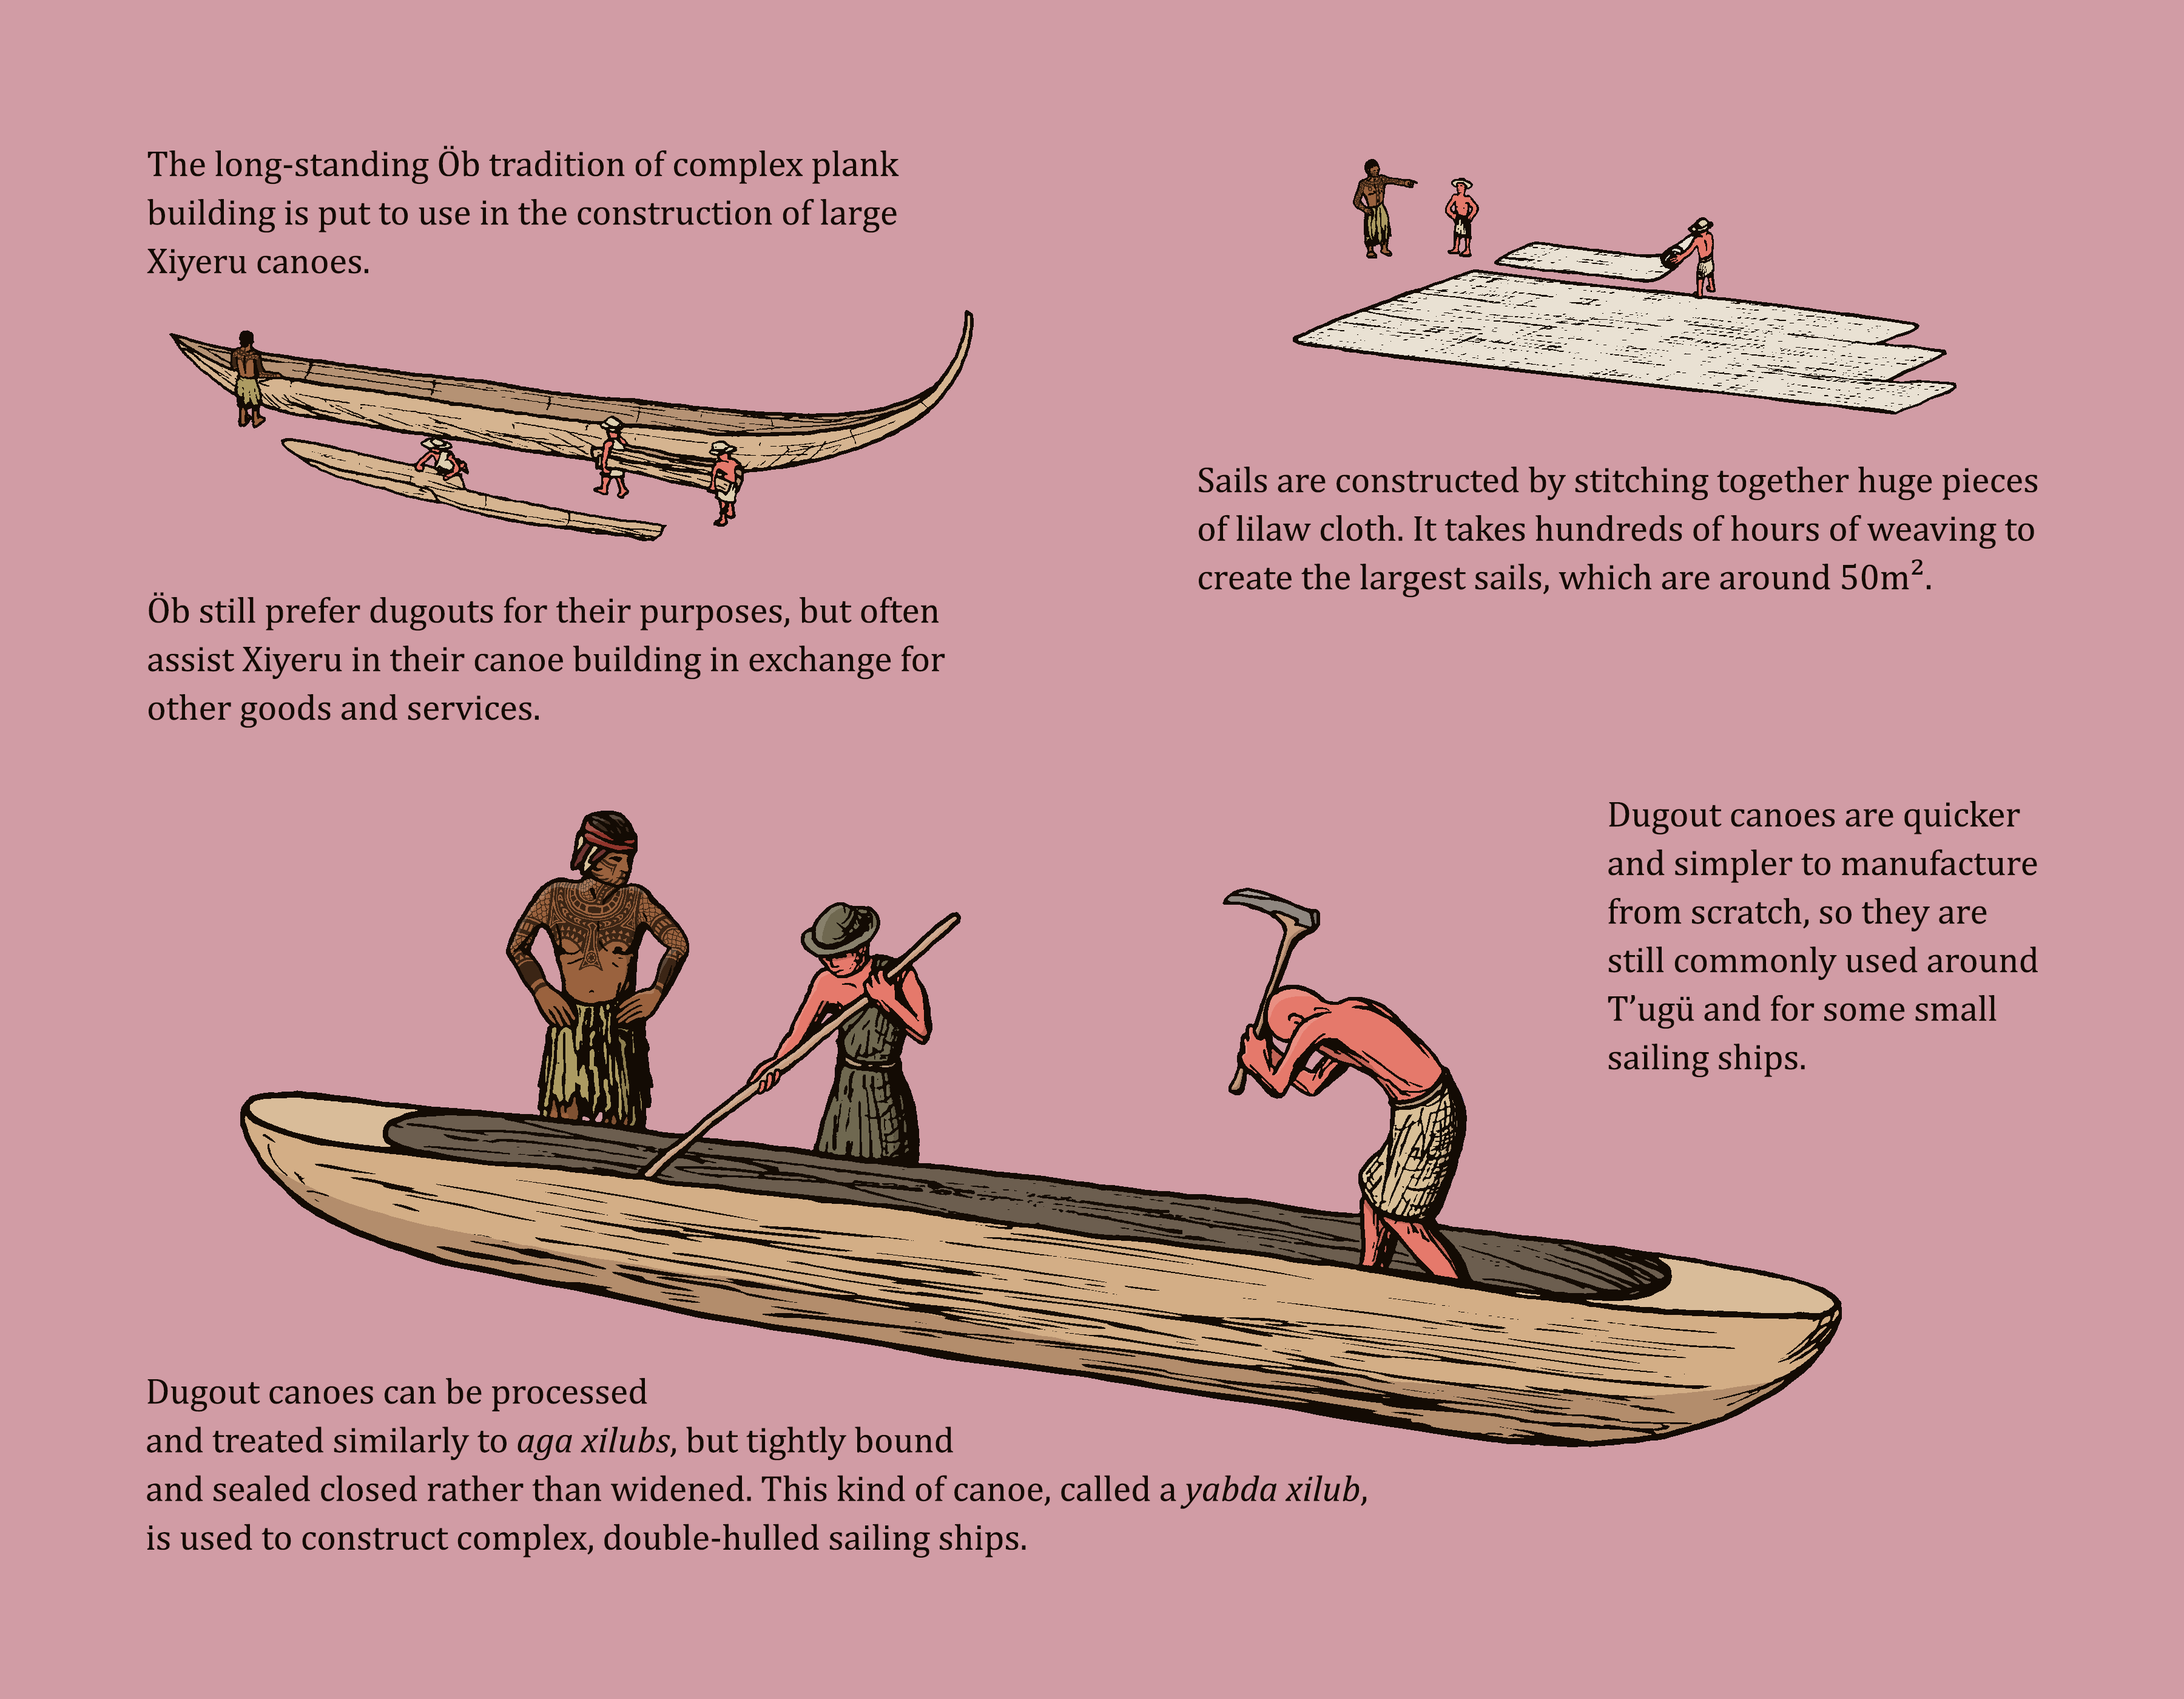 The long-standing Öb tradition of complex plank
building is put to use in the construction of large
Xiyeru canoes.
Sails are constructed by stitching together huge pieces
of lilaw cloth. It takes hundreds of hours of weaving to
create the largest sails, which are around 50m².
Öb still prefer dugouts for their purposes, but often
assist Xiyeru in their canoe building in exchange for
other goods and services.
Dugout canoes are quicker
and simpler to manufacture
from scratch, so they are
still commonly used around
T’ugü and for some small
sailing ships.
Dugout canoes can be processed
and treated similarly to aga xilubs, but tightly bound
and sealed closed rather than widened. This kind of canoe, called a yabda xilub,
is used to construct complex, double-hulled sailing ships.